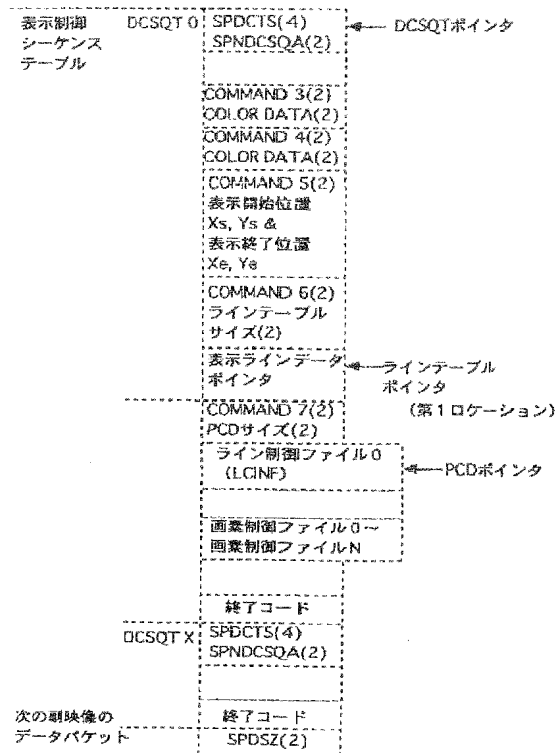 表示制御
シーケンス
テーブル
DCSQT 0
SPDCTS(4)
SPNDCSQA(2)
DCSQTポインタ
COMMAND 3(2)
COLOR DATA(2)
COMMAND 4(2)
COLOR DATA(2)
COMMAND 5(2)
表示開始位置
Xs, Ys &
表示終了位置
Xe, Ye
COMMAND 6(2)
ラインテーブル
サイズ(2)
表示ラインデータ
ポインタ
ラインテーブル
ポインタ
(第1ロケーション)
COMMAND 7(2)
PCDサイズ(2)
ライン制御ファイル0
(LCINF)
PCDポインタ
画素制御ファイル0～
画素制御ファイルN
終了コード
DCSQT X
SPDCTS(4)
SPNDCSQA(2)
次の副映像の
データパケット
終了コード
SPDSZ(2)